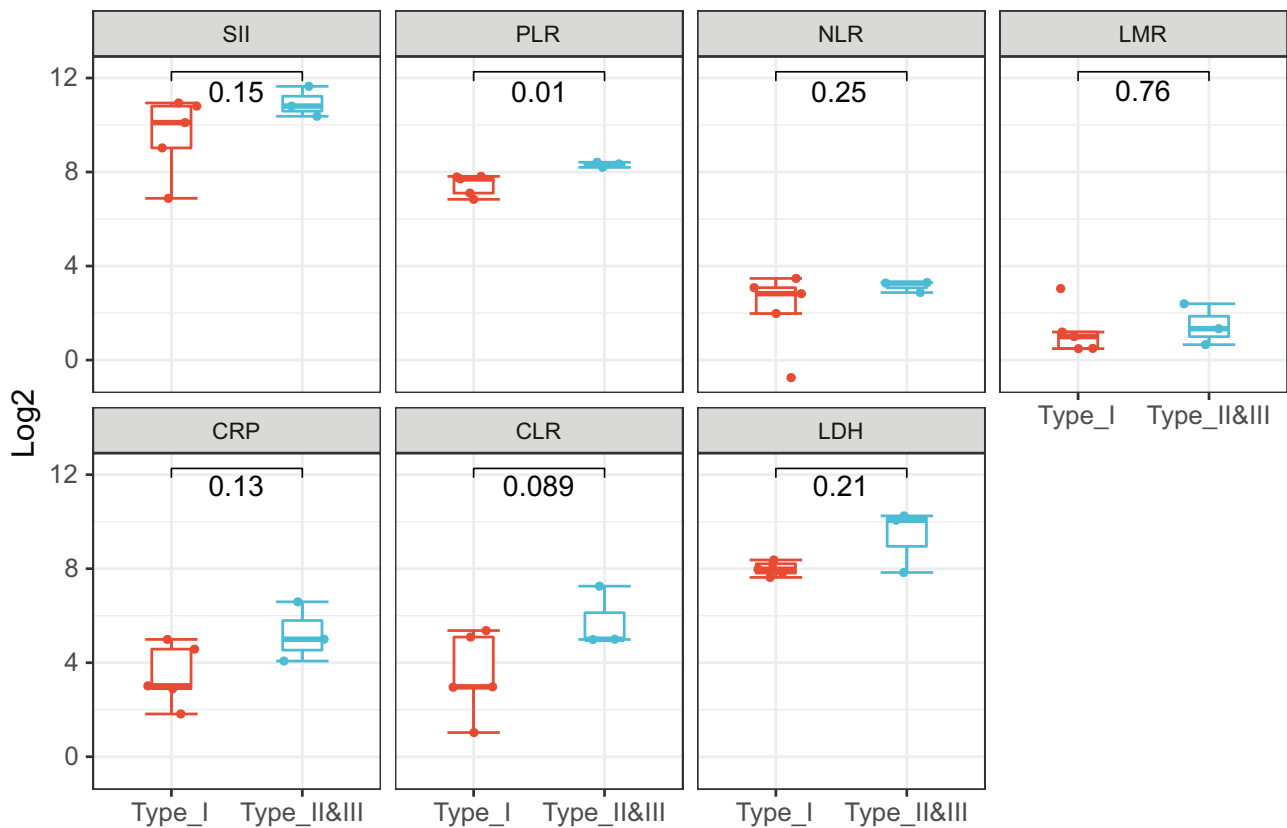 SII PLR NLR LMR
12
0.15 0.01 0.25 0.76
8
4
0
Log2
Type_I Type_II&III
CRP CLR LDH
12
0.13 0.089 0.21
8
4
0
Type_I Type_II&III Type_I Type_II&III Type_I Type_II&III